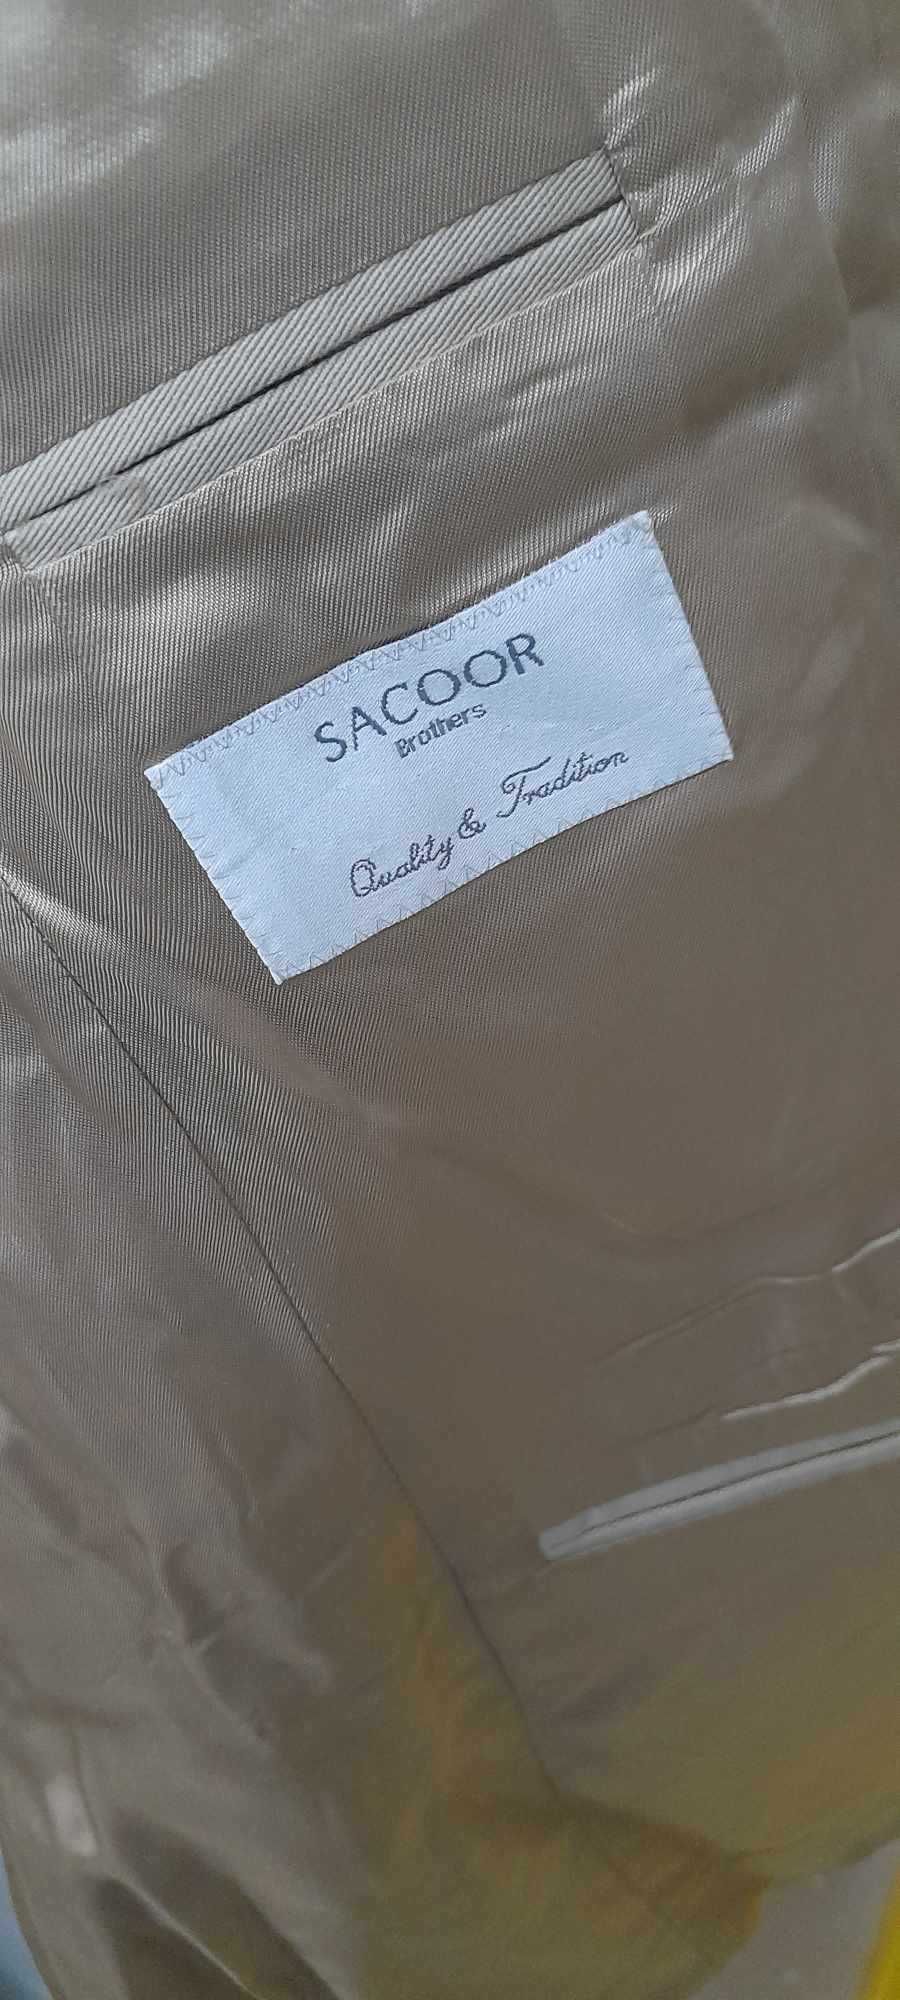 SACOOR
Brothers
Quality & Tradition